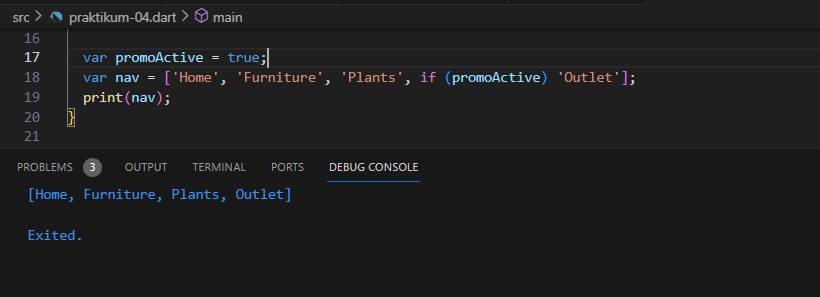 src > praktikum-04.dart > main
16
17 var promoActive = true;
18 var nav = ['Home', 'Furniture', 'Plants', if (promoActive) 'Outlet'];
19 print(nav);
20 }
21
PROBLEMS 3 OUTPUT TERMINAL PORTS DEBUG CONSOLE
[Home, Furniture, Plants, Outlet]
Exited.